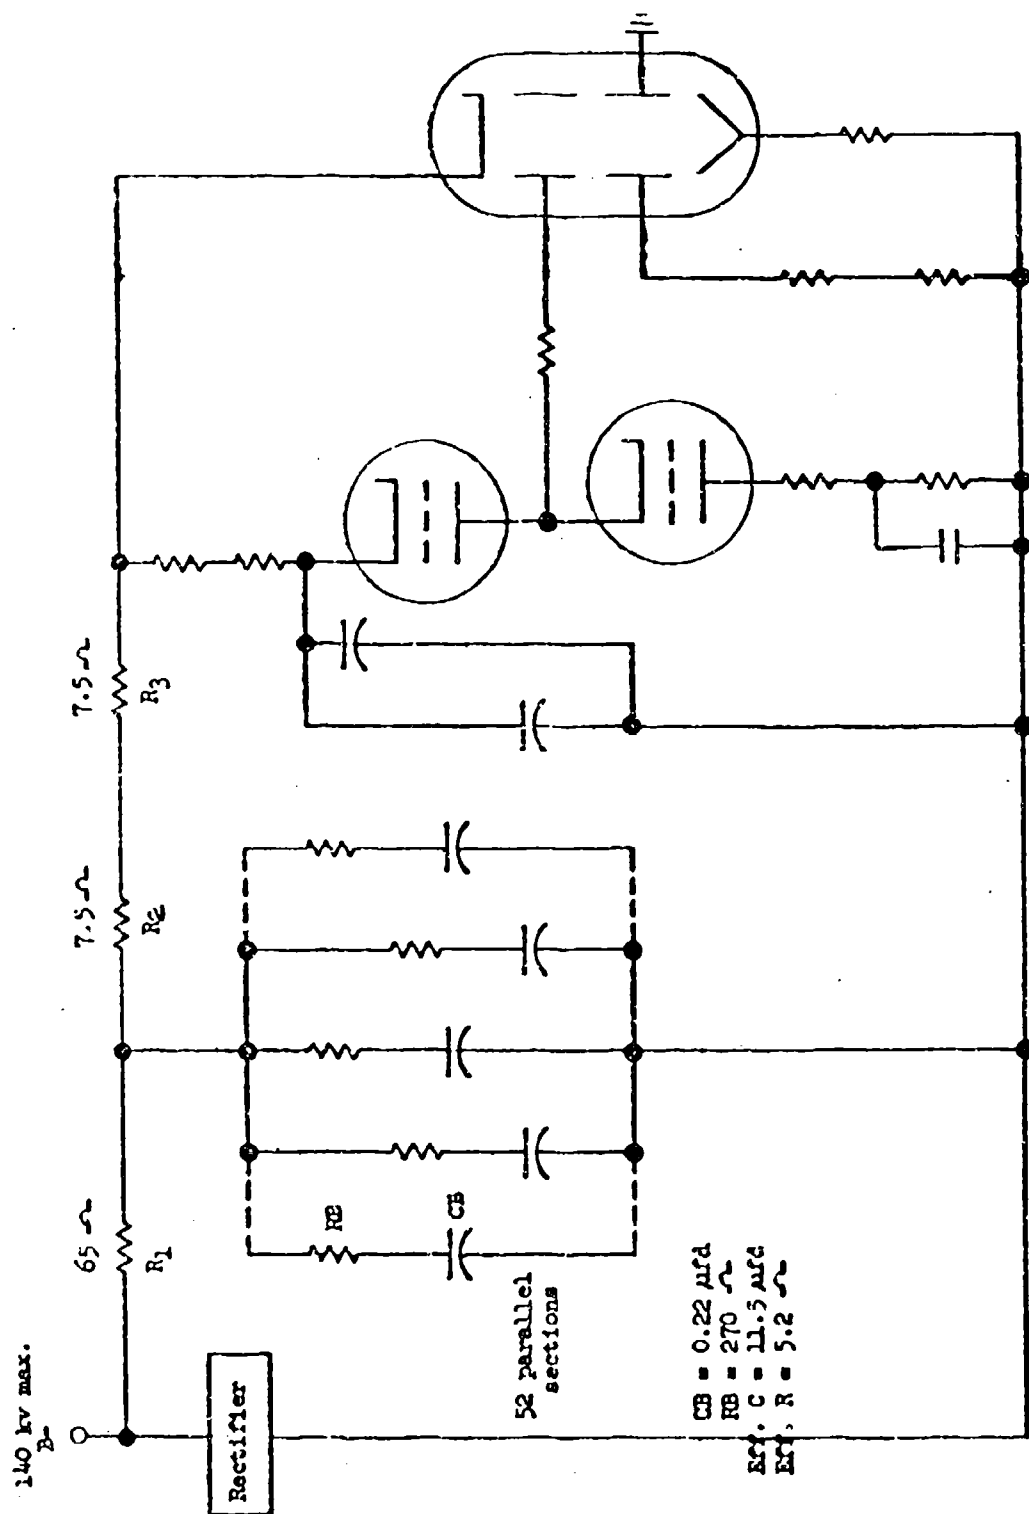 140 kv max.
B-
Rectifier
65 Ω
R1
7.5 Ω
R2
7.5 Ω
R3
RB
CB
52 parallel
sections
CB = 0.22 μfd
RB = 270 Ω
Eff. C = 11.5 μfd
Eff. R = 5.2 Ω